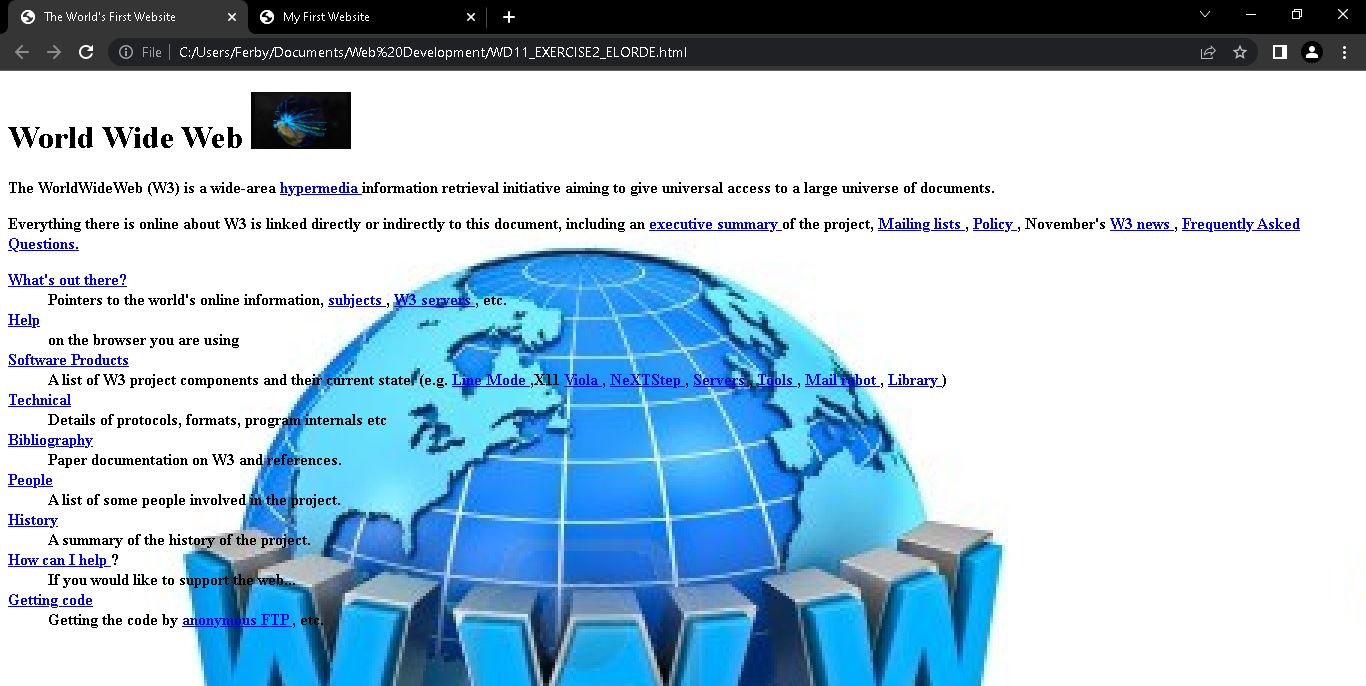 The World's First Website
My First Website
File
C:/Users/Ferby/Documents/Web%20Development/WD11_EXERCISE2_ELORDE.html
World Wide Web
The WorldWideWeb (W3) is a wide-area hypermedia information retrieval initiative aiming to give universal access to a large universe of documents.
Everything there is online about W3 is linked directly or indirectly to this document, including an executive summary of the project, Mailing lists , Policy , November's W3 news , Frequently Asked
Questions.
What's out there?
Pointers to the world's online information, subjects , W3 servers , etc.
Help
on the browser you are using
Software Products
A list of W3 project components and their current state. (e.g. Line Mode ,X11 Viola , NeXTStep , Servers , Tools , Mail robot , Library )
Technical
Details of protocols, formats, program internals etc
Bibliography
Paper documentation on W3 and references.
People
A list of some people involved in the project.
History
A summary of the history of the project.
How can I help ?
If you would like to support the web...
Getting code
Getting the code by anonymous FTP , etc.
WWW